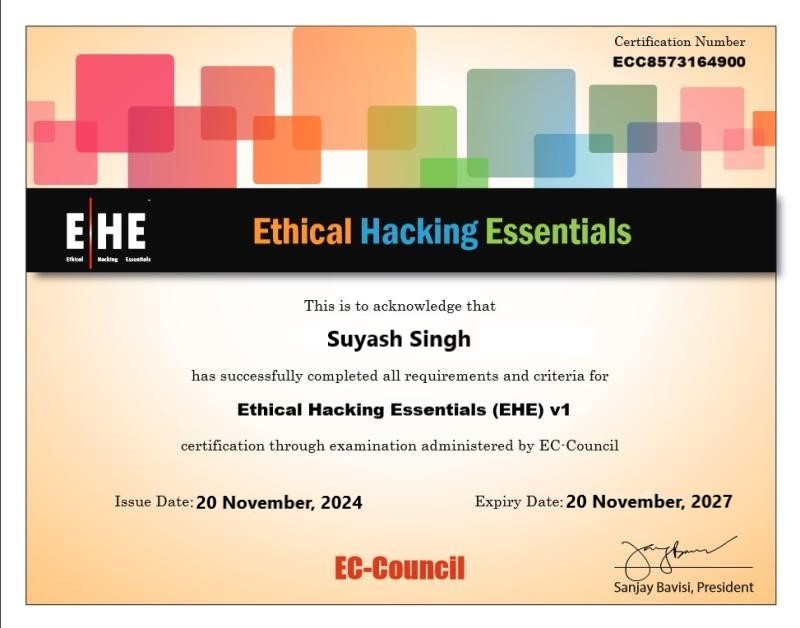 Certification Number
ECC8573164900
EHE
Ethical Hacking Essentials
Ethical Hacking Essentials
This is to acknowledge that
Suyash Singh
has successfully completed all requirements and criteria for
Ethical Hacking Essentials (EHE) v1
certification through examination administered by EC-Council
Issue Date: 20 November, 2024
Expiry Date: 20 November, 2027
EC-Council
Sanjay Bavisi, President